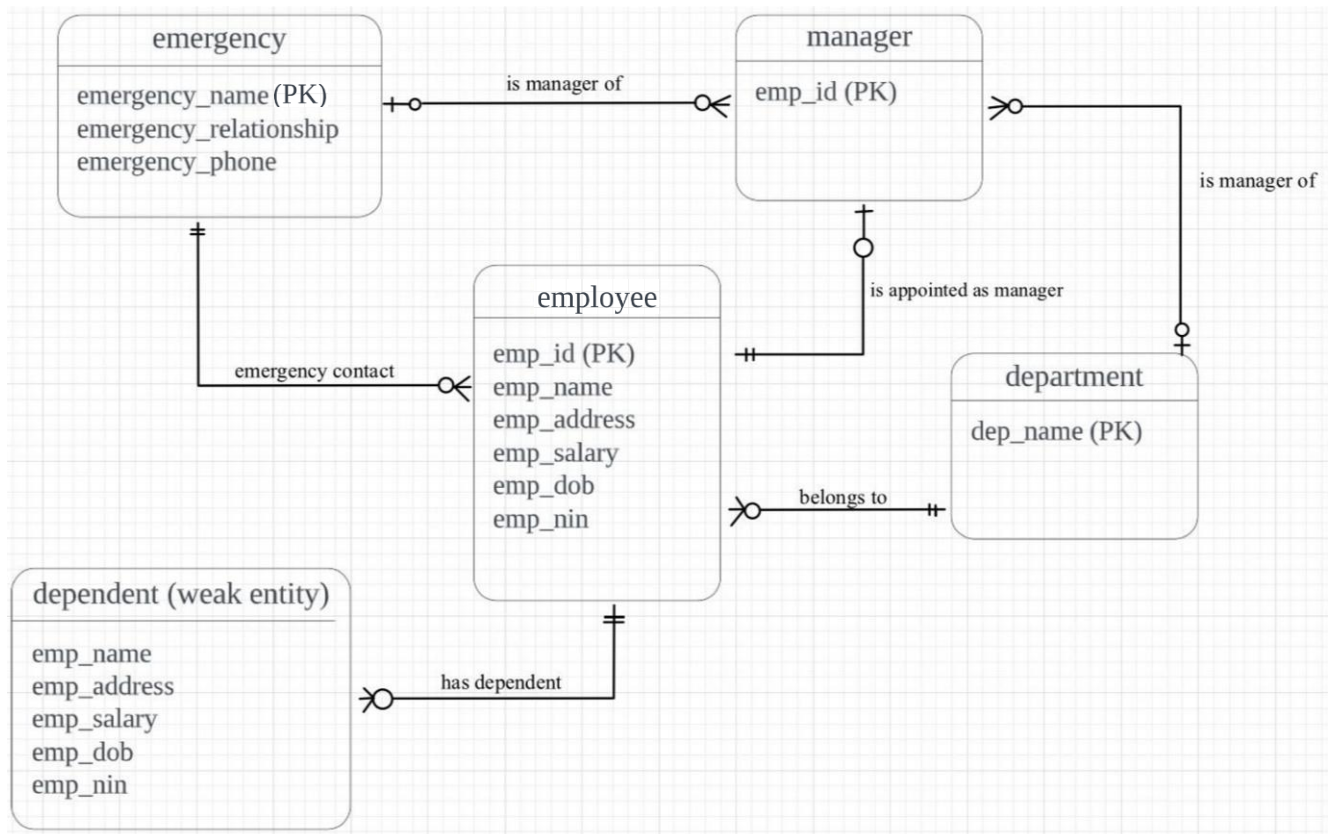 emergency
emergency_name (PK)
emergency_relationship
emergency_phone
is manager of
manager
emp_id (PK)
is manager of
is appointed as manager
emergency contact
employee
emp_id (PK)
emp_name
emp_address
emp_salary
emp_dob
emp_nin
department
dep_name (PK)
belongs to
dependent (weak entity)
emp_name
emp_address
emp_salary
emp_dob
emp_nin
has dependent